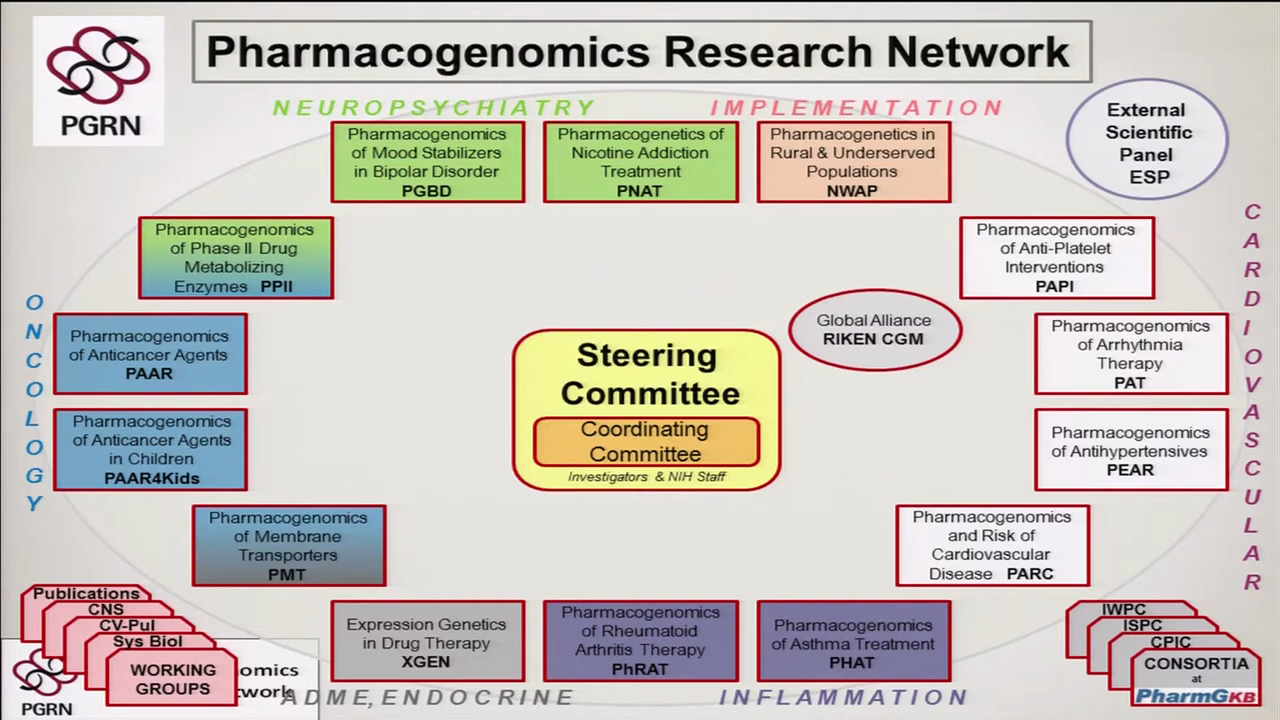 PGRN
Pharmacogenomics Research Network
NEUROPSYCHIATRY
IMPLEMENTATION
External
Scientific
Panel
ESP
Pharmacogenomics
of Mood Stabilizers
in Bipolar Disorder
PGBD
Pharmacogenetics of
Nicotine Addiction
Treatment
PNAT
Pharmacogenetics in
Rural & Underserved
Populations
NWAP
Pharmacogenomics
of Phase II Drug
Metabolizing
Enzymes PPII
Pharmacogenomics
of Anti-Platelet
Interventions
PAPI
CARDIOVASCULAR
ONCOLOGY
Pharmacogenomics
of Anticancer Agents
PAAR
Global Alliance
RIKEN CGM
Pharmacogenomics
of Arrhythmia
Therapy
PAT
Steering
Committee
Coordinating
Committee
Investigators & NIH Staff
Pharmacogenomics
of Anticancer Agents
in Children
PAAR4Kids
Pharmacogenomics
of Antihypertensives
PEAR
Pharmacogenomics
of Membrane
Transporters
PMT
Pharmacogenomics
and Risk of
Cardiovascular
Disease PARC
Publications
CNS
CV-Pul
Sys Biol
WORKING
GROUPS
omics
twork
PGRN
Expression Genetics
in Drug Therapy
XGEN
Pharmacogenomics
of Rheumatoid
Arthritis Therapy
PhRAT
Pharmacogenomics
of Asthma Treatment
PHAT
IWPC
ISPC
CPIC
CONSORTIA
at
PharmGKB
ADME, ENDOCRINE
INFLAMMATION